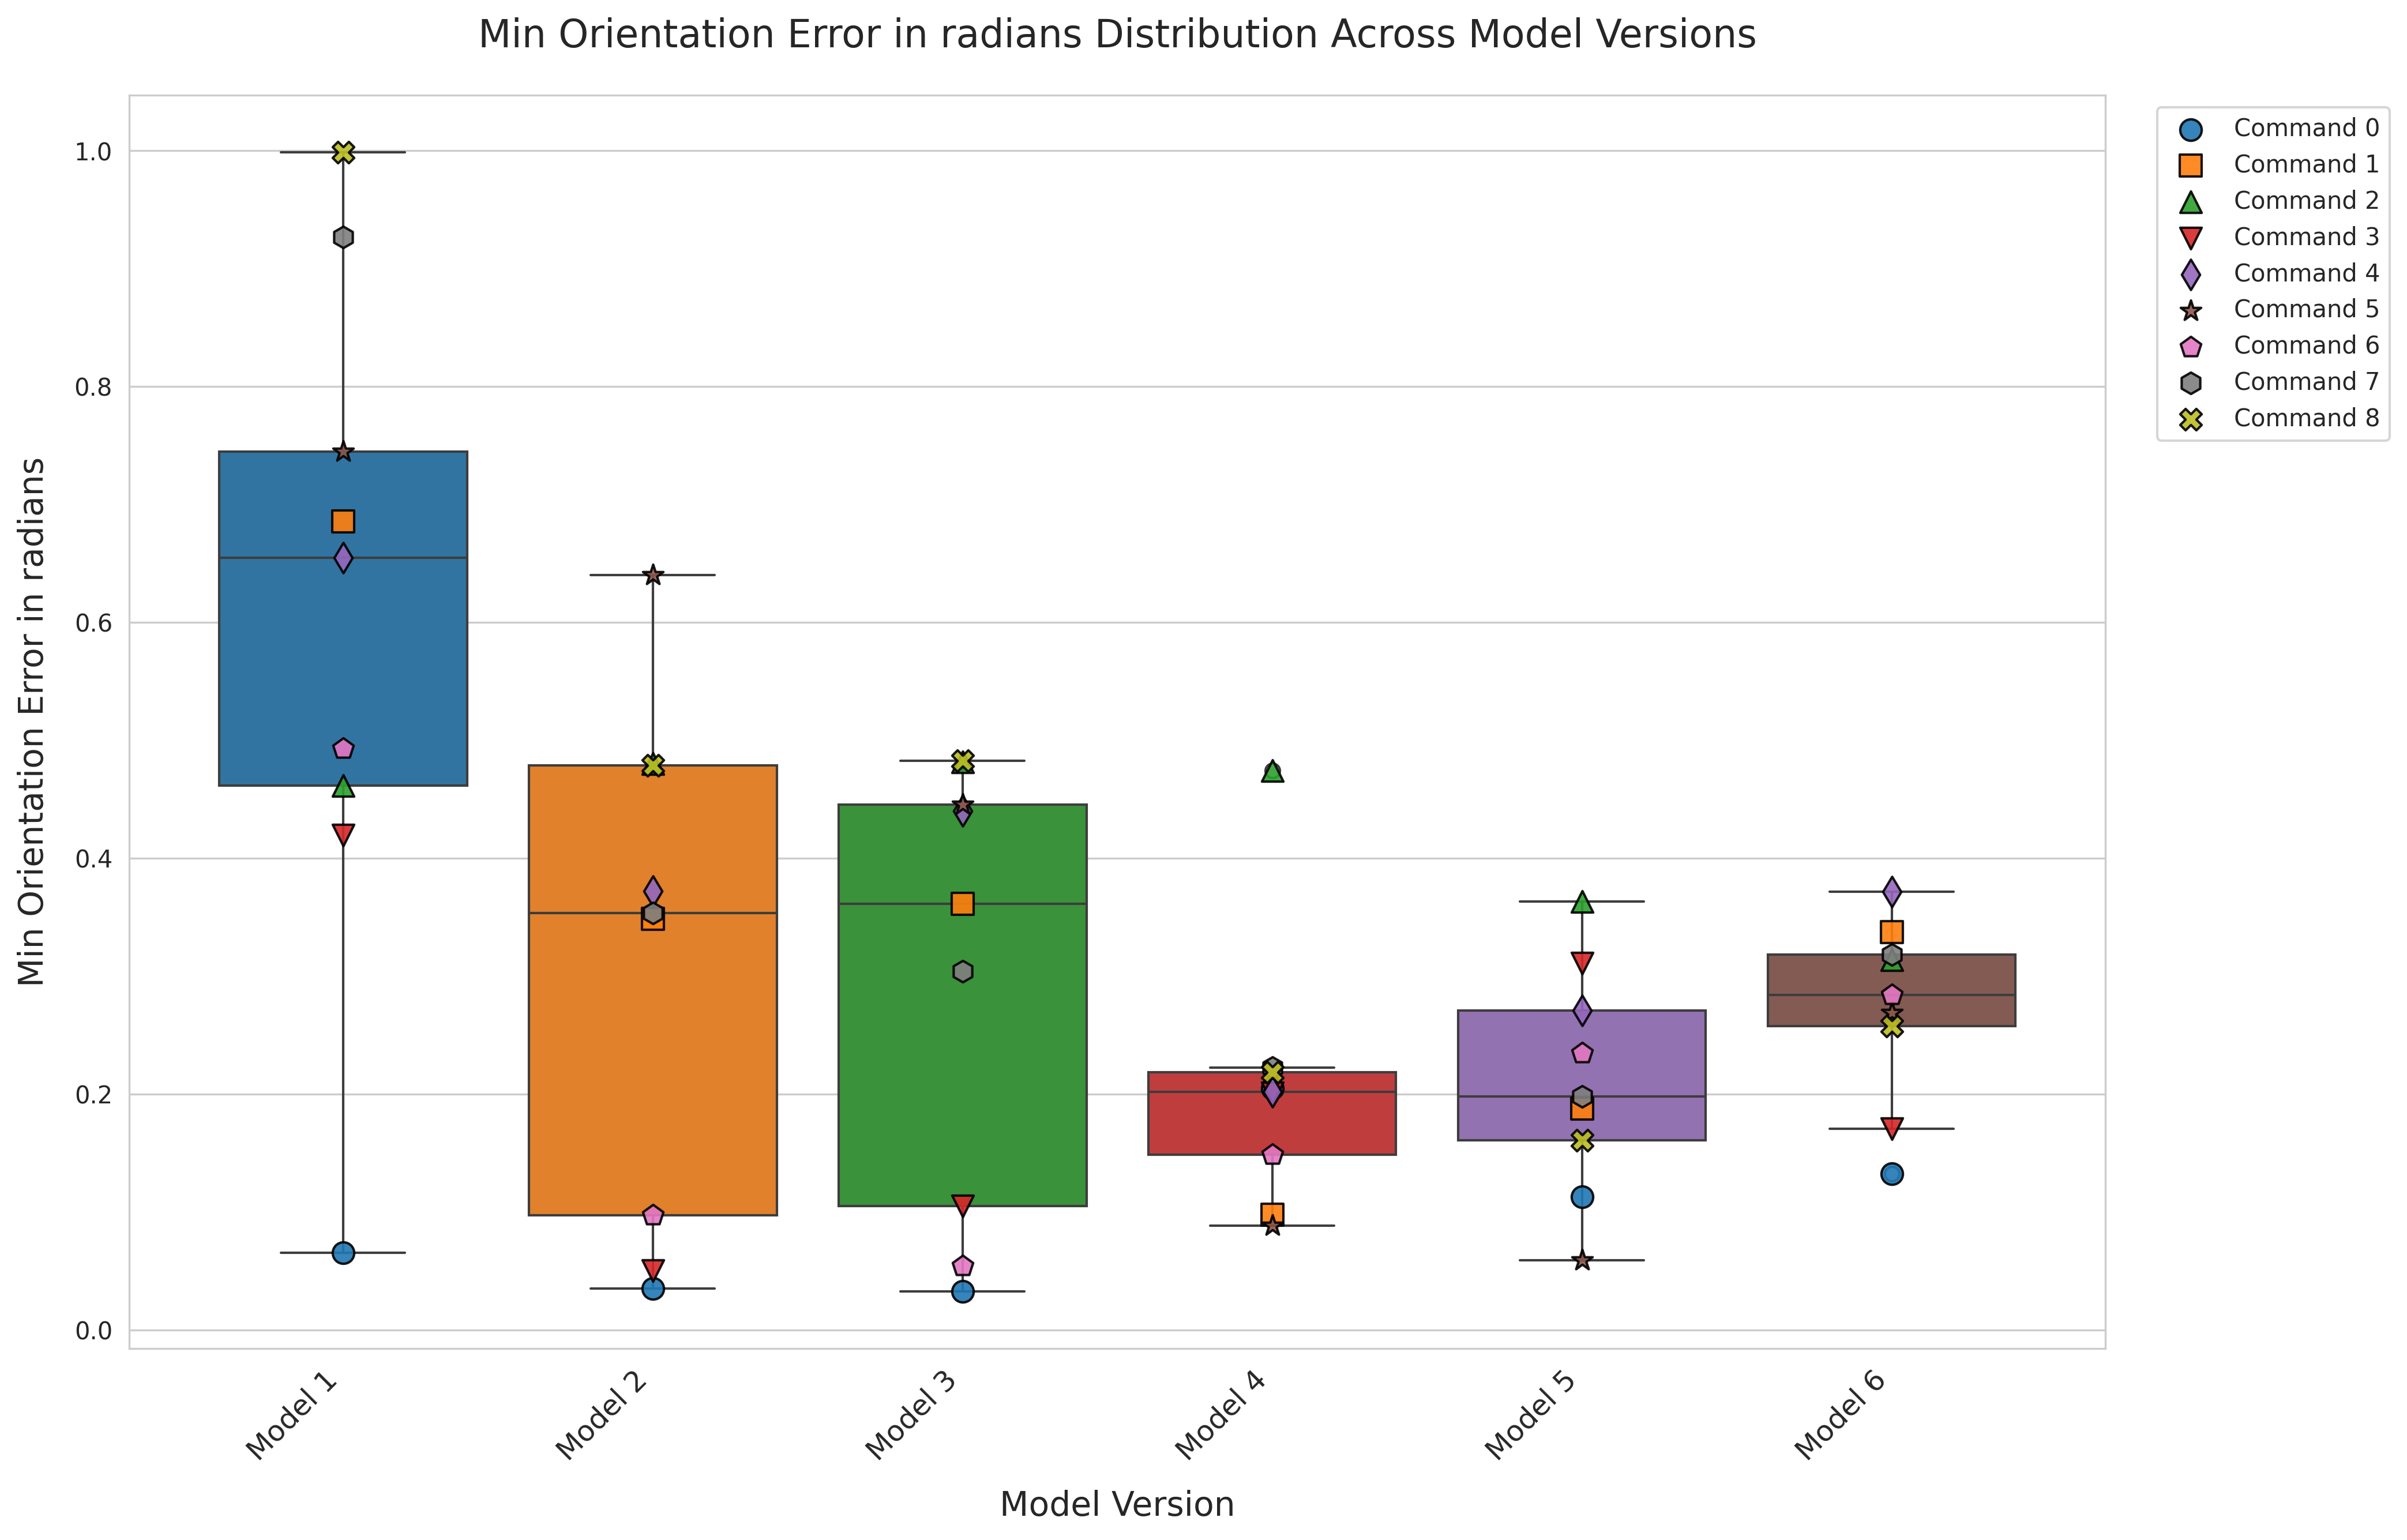 Min Orientation Error in radians Distribution Across Model Versions
Min Orientation Error in radians
1.0
0.8
0.6
0.4
0.2
0.0
Model 1
Model 2
Model 3
Model 4
Model 5
Model 6
Model Version
Command 0
Command 1
Command 2
Command 3
Command 4
Command 5
Command 6
Command 7
Command 8